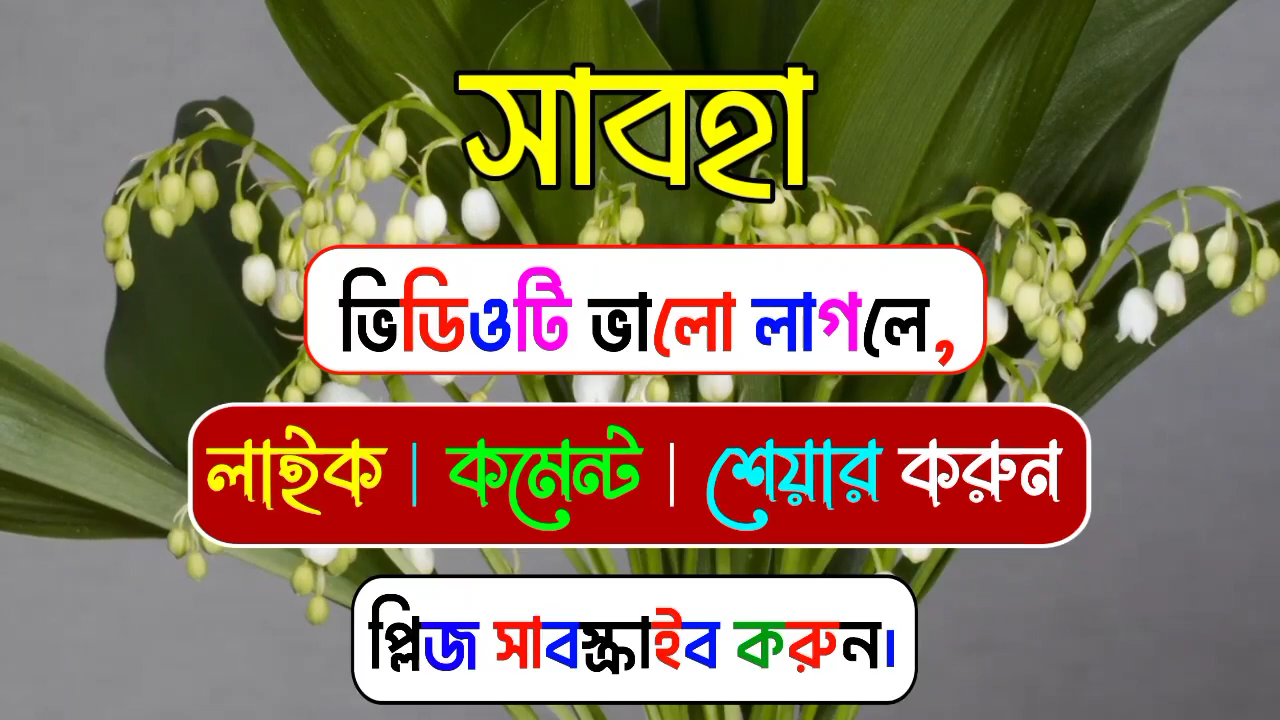 সাবহা
ভিডিওটি ভালো লাগলে,
লাইক | কমেন্ট | শেয়ার করুন
প্লিজ সাবস্ক্রাইব করুন।